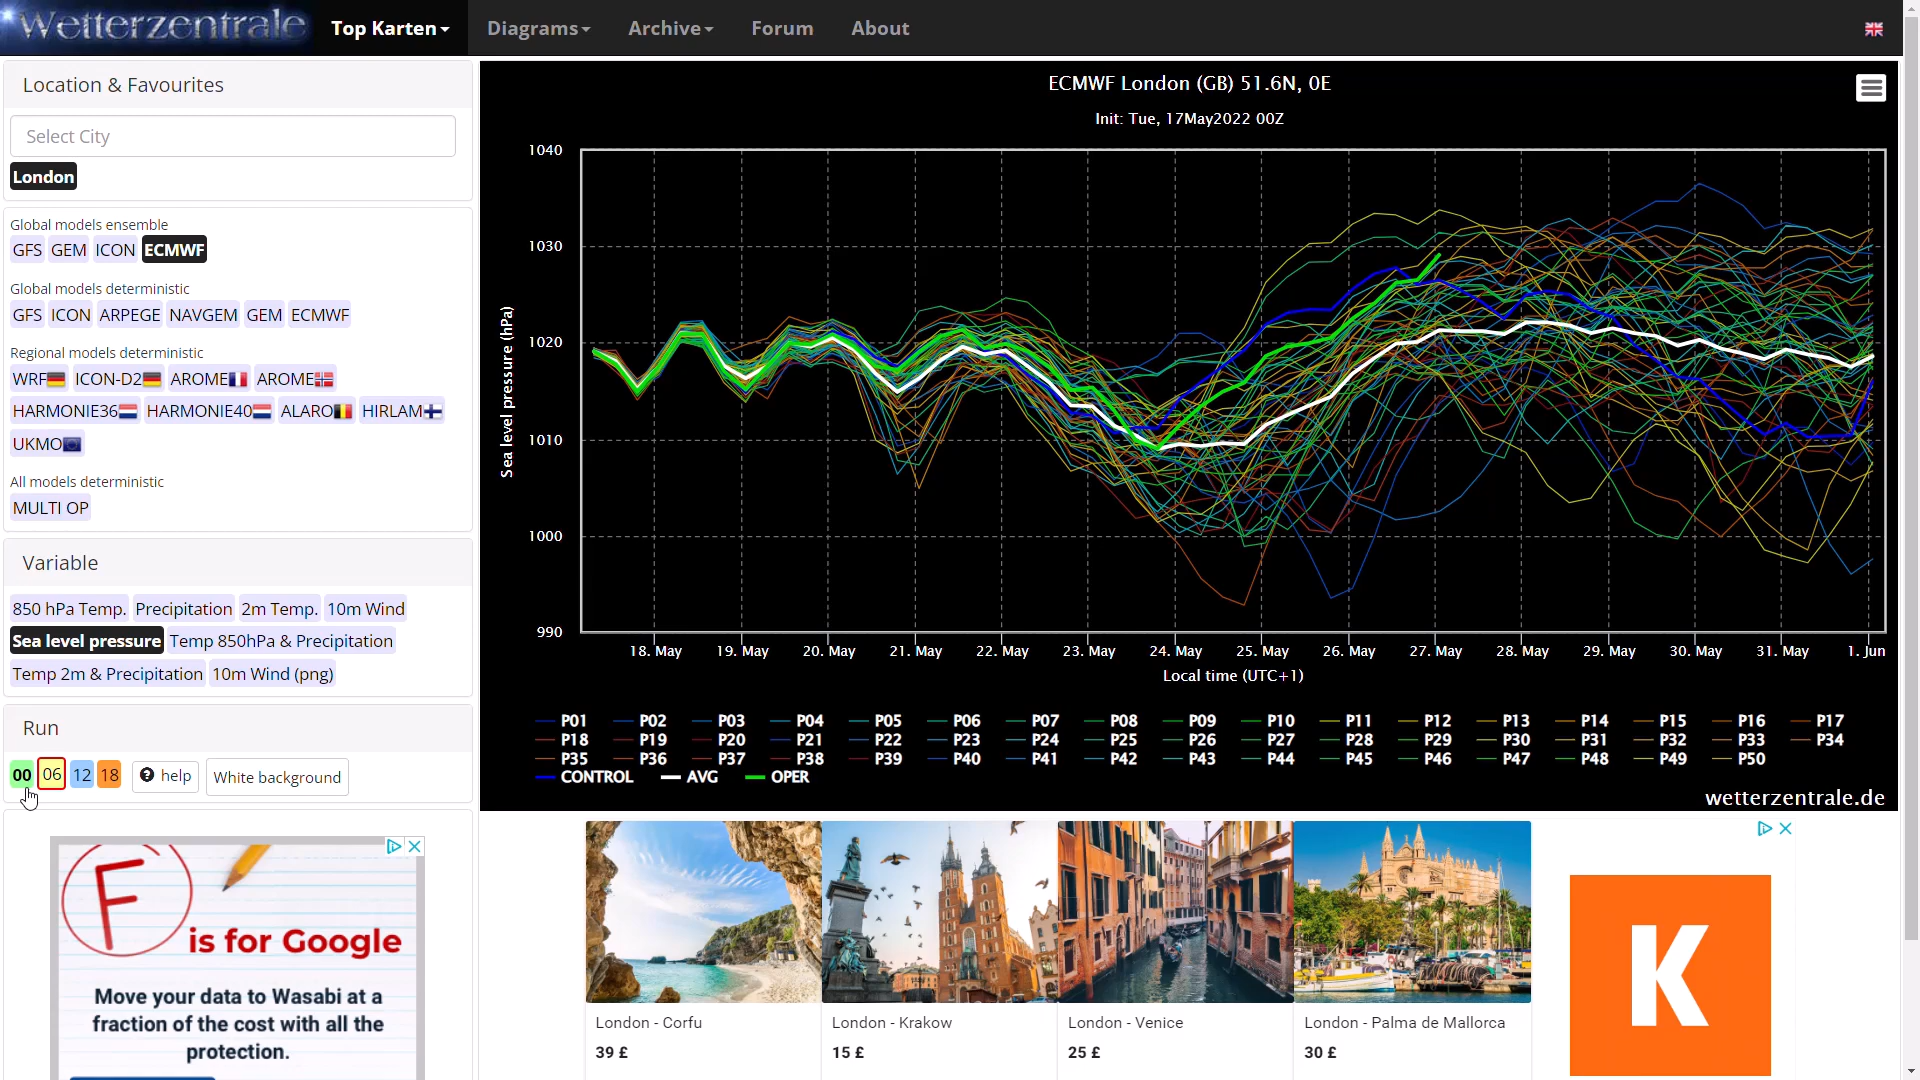 Wetterzentrale
Top Karten
Diagrams
Archive
Forum
About
Location & Favourites
Select City
London
Global models ensemble
GFS GEM ICON ECMWF
Global models deterministic
GFS ICON ARPEGE NAVGEM GEM ECMWF
Regional models deterministic
WRF ICON-D2 AROME AROME
HARMONIE36 HARMONIE40 ALARO HIRLAM
UKMO
All models deterministic
MULTI OP
Variable
850 hPa Temp. Precipitation 2m Temp. 10m Wind
Sea level pressure Temp 850hPa & Precipitation
Temp 2m & Precipitation 10m Wind (png)
Run
00 06 12 18 ? help White background
F
is for Google
Move your data to Wasabi at a
fraction of the cost with all the
protection.
ECMWF London (GB) 51.6N, 0E
Init: Tue, 17May2022 00Z
Sea level pressure (hPa)
1040
1030
1020
1010
1000
990
18. May 19. May 20. May 21. May 22. May 23. May 24. May 25. May 26. May 27. May 28. May 29. May 30. May 31. May 1. Jun
Local time (UTC+1)
P01 P02 P03 P04 P05 P06 P07 P08 P09 P10 P11 P12 P13 P14 P15 P16 P17
P18 P19 P20 P21 P22 P23 P24 P25 P26 P27 P28 P29 P30 P31 P32 P33 P34
P35 P36 P37 P38 P39 P40 P41 P42 P43 P44 P45 P46 P47 P48 P49 P50
CONTROL AVG OPER
wetterzentrale.de
London - Corfu
39 £
London - Krakow
15 £
London - Venice
25 £
London - Palma de Mallorca
30 £
K